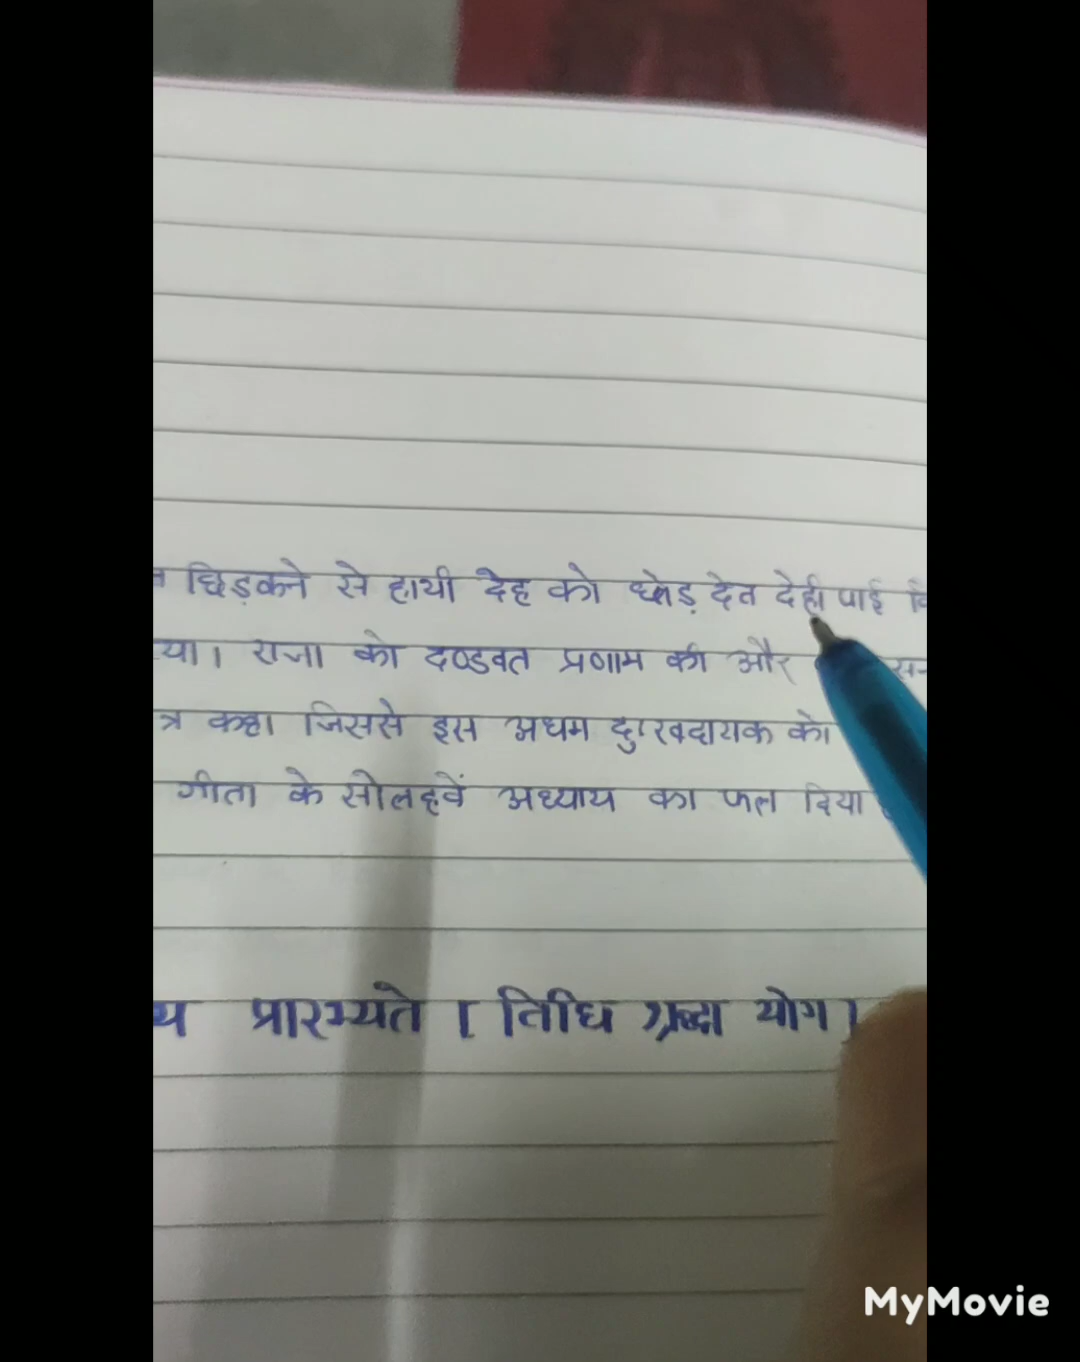 छिड़कने से हाथी देह को छोड़ देत देही पाई
या। राजा को दण्डवत प्रणाम की और
त्र कहा जिससे इस अधम दुःखदायक को
गीता के सोलहवें अध्याय का फल दिया
य प्रारभ्यते । तिधि श्रद्धा योग।
MyMovie